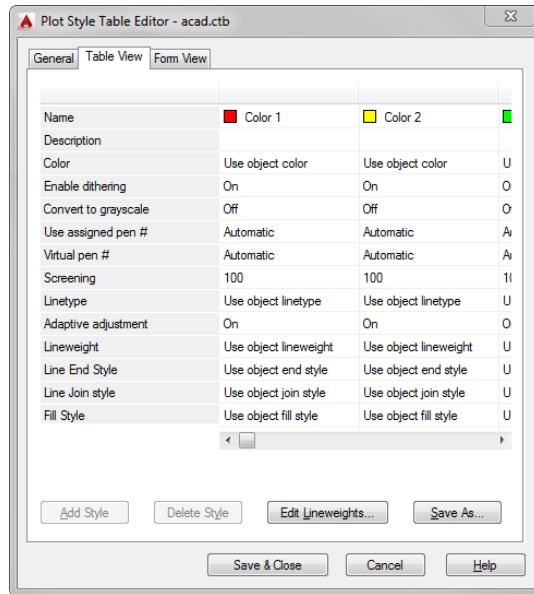 Plot Style Table Editor - acad.ctb
General Table View Form View
Name Color 1 Color 2
Description
Color Use object color Use object color U
Enable dithering On On O
Convert to grayscale Off Off O
Use assigned pen # Automatic Automatic A
Virtual pen # Automatic Automatic A
Screening 100 100 10
Linetype Use object linetype Use object linetype U
Adaptive adjustment On On O
Lineweight Use object lineweight Use object lineweight U
Line End Style Use object end style Use object end style U
Line Join style Use object join style Use object join style U
Fill Style Use object fill style Use object fill style U
Add Style Delete Style Edit Lineweights... Save As...
Save & Close Cancel Help